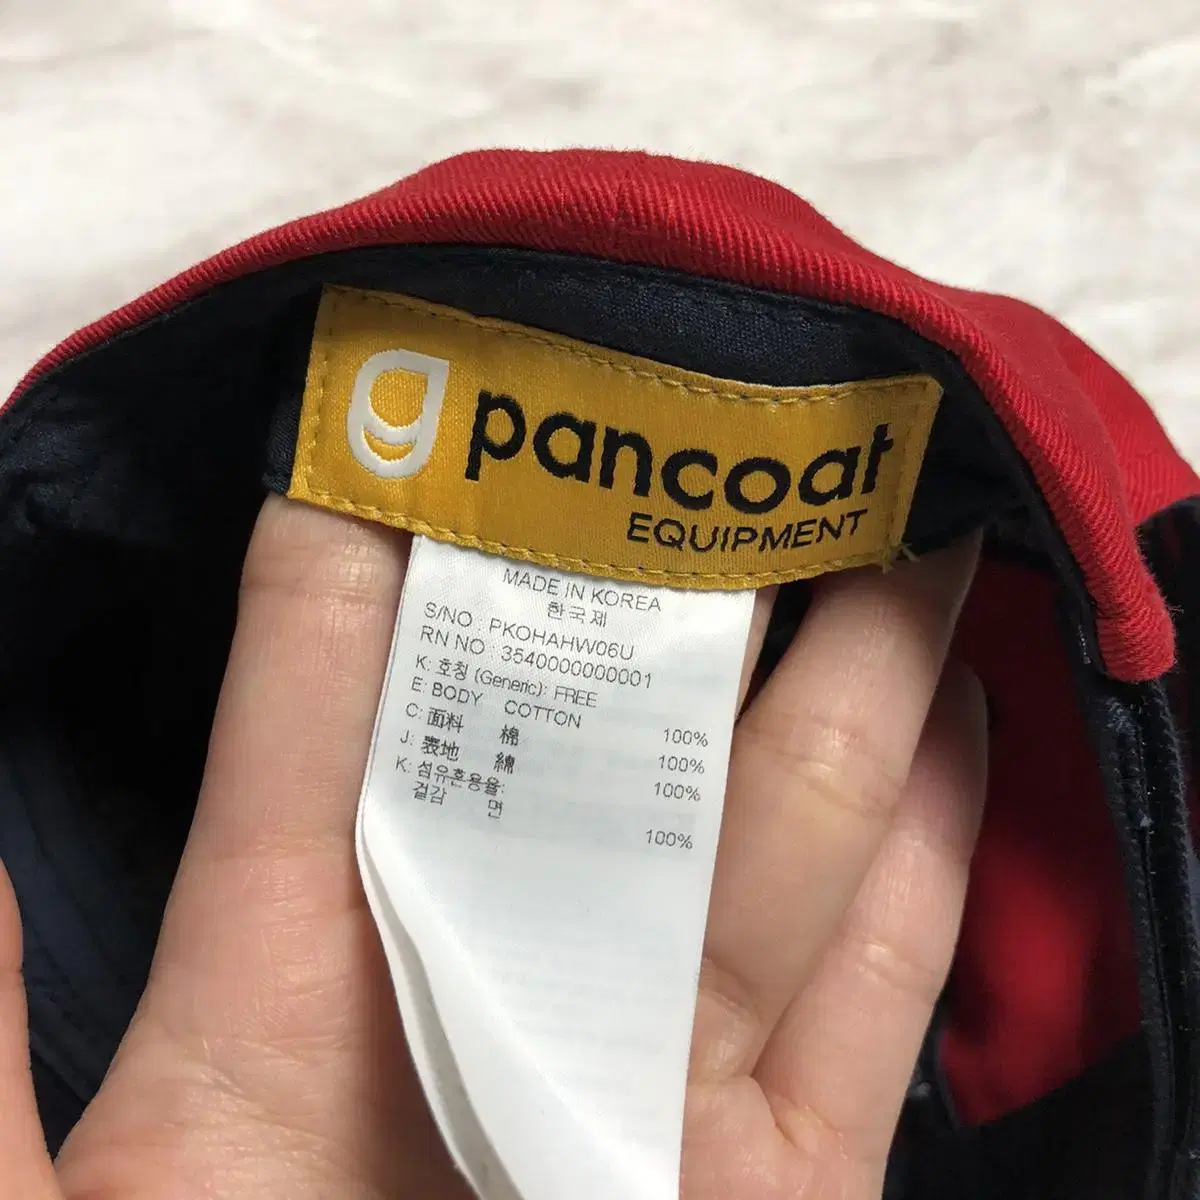 pancoat
EQUIPMENT
MADE IN KOREA
한국제
S/NO : PKOHAHW06U
RN NO : 3540000000001
K: 호칭 (Generic): FREE
E: BODY COTTON 100%
C: 面料 棉 100%
J: 表地 綿 100%
K: 섬유혼용율:
겉감 면 100%